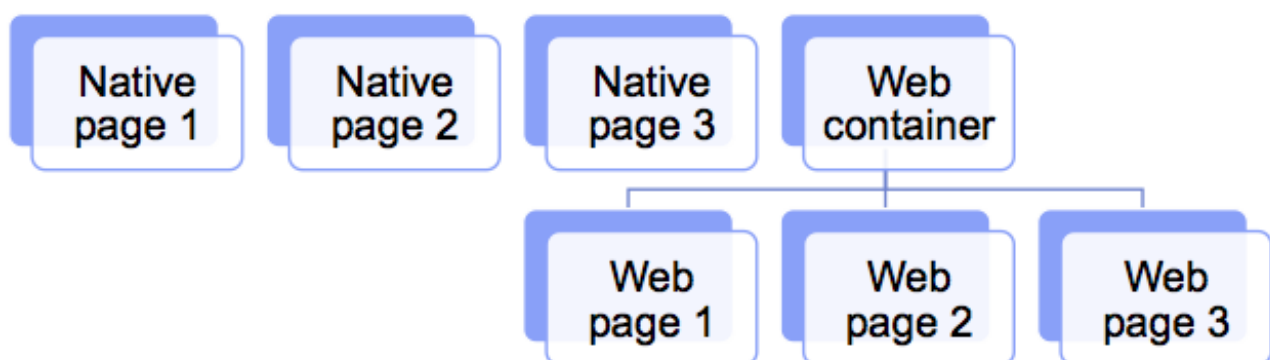 Native
page 1
Native
page 2
Native
page 3
Web
container
Web
page 1
Web
page 2
Web
page 3